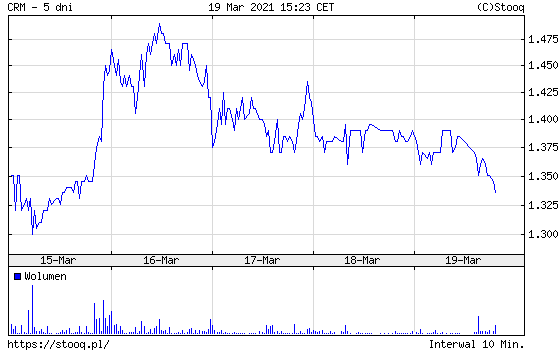 CRM - 5 dni 19 Mar 2021 15:23 CET (C)Stooq
1.475
1.450
1.425
1.400
1.375
1.350
1.325
1.300
15-Mar 16-Mar 17-Mar 18-Mar 19-Mar
Wolumen
https://stooq.pl/ Interwal 10 Min.